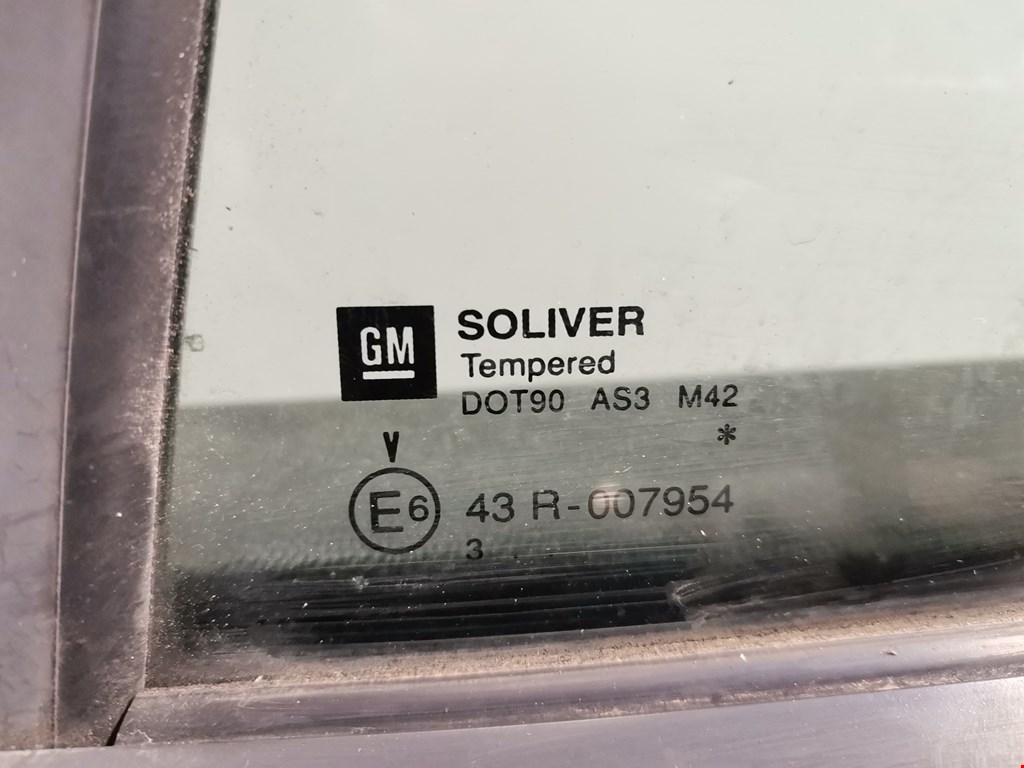 GM
SOLIVER
Tempered
DOT90 AS3 M42
V *
E6 43 R-007954
3